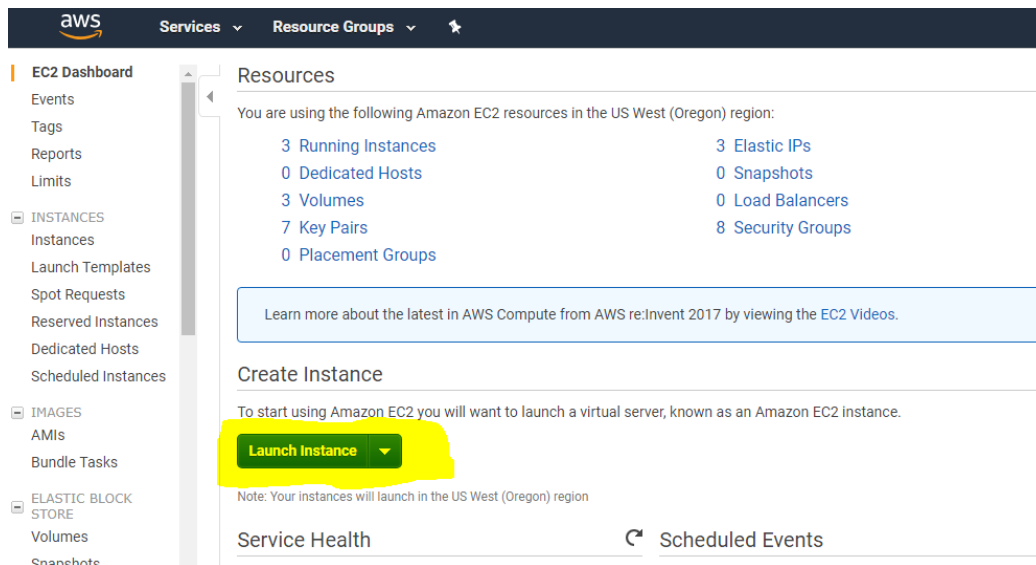 aws
Services
Resource Groups
EC2 Dashboard
Events
Tags
Reports
Limits
INSTANCES
Instances
Launch Templates
Spot Requests
Reserved Instances
Dedicated Hosts
Scheduled Instances
IMAGES
AMIs
Bundle Tasks
ELASTIC BLOCK
STORE
Volumes
Snapshots
Resources
You are using the following Amazon EC2 resources in the US West (Oregon) region:
3 Running Instances
0 Dedicated Hosts
3 Volumes
7 Key Pairs
0 Placement Groups
3 Elastic IPs
0 Snapshots
0 Load Balancers
8 Security Groups
Learn more about the latest in AWS Compute from AWS re:Invent 2017 by viewing the EC2 Videos.
Create Instance
To start using Amazon EC2 you will want to launch a virtual server, known as an Amazon EC2 instance.
Launch Instance
Note: Your instances will launch in the US West (Oregon) region
Service Health
Scheduled Events